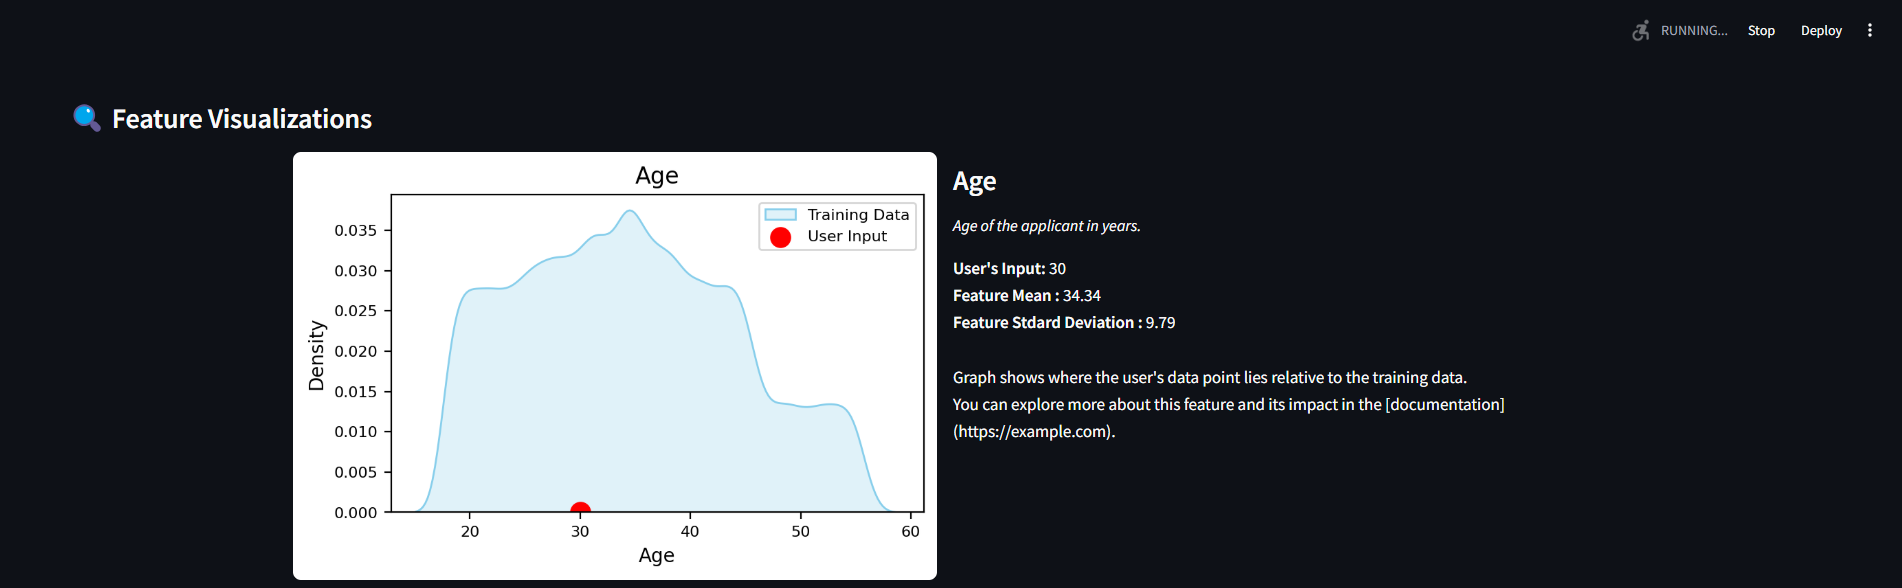 RUNNING...
Stop
Deploy
Feature Visualizations
Age
Training Data
User Input
0.035
0.030
0.025
0.020
0.015
0.010
0.005
0.000
Density
20
30
40
50
60
Age
Age
Age of the applicant in years.
User's Input: 30
Feature Mean : 34.34
Feature Stdard Deviation : 9.79
Graph shows where the user's data point lies relative to the training data.
You can explore more about this feature and its impact in the [documentation]
(https://example.com).